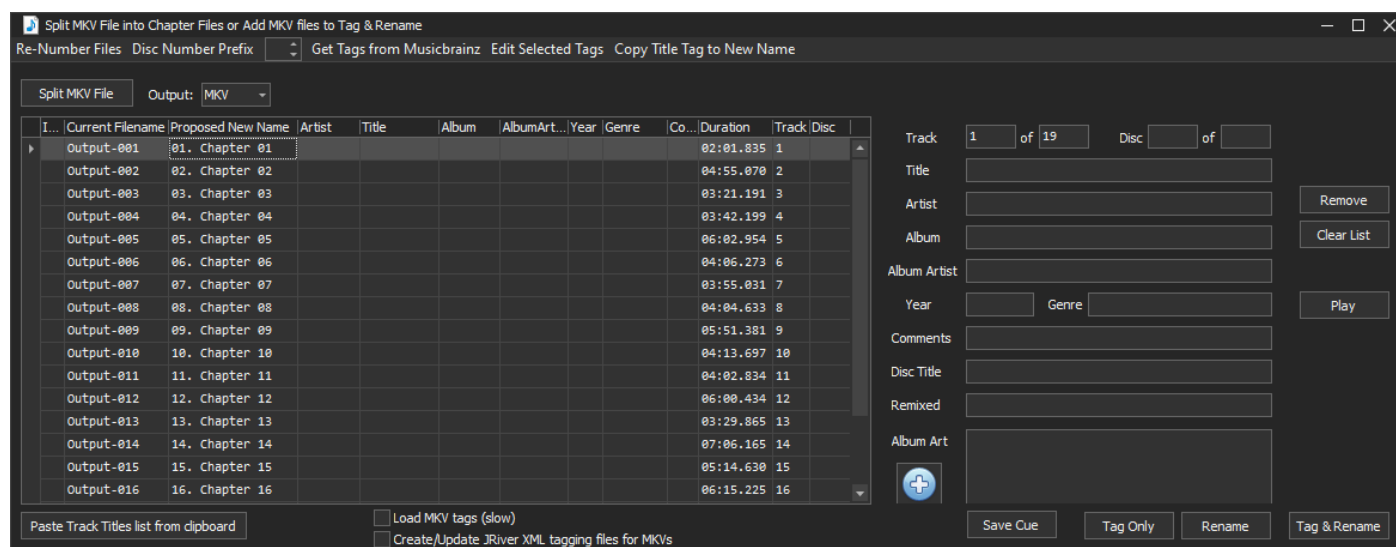 Split MKV File into Chapter Files or Add MKV files to Tag & Rename
Re-Number Files Disc Number Prefix Get Tags from Musicbrainz Edit Selected Tags Copy Title Tag to New Name
Split MKV File Output: MKV
I... Current Filename Proposed New Name Artist Title Album AlbumArt... Year Genre Co... Duration Track Disc
Output-001 01. Chapter 01 02:01.835 1
Output-002 02. Chapter 02 04:55.070 2
Output-003 03. Chapter 03 03:21.191 3
Output-004 04. Chapter 04 03:42.199 4
Output-005 05. Chapter 05 06:02.954 5
Output-006 06. Chapter 06 04:06.273 6
Output-007 07. Chapter 07 03:55.031 7
Output-008 08. Chapter 08 04:04.633 8
Output-009 09. Chapter 09 05:51.381 9
Output-010 10. Chapter 10 04:13.697 10
Output-011 11. Chapter 11 04:02.834 11
Output-012 12. Chapter 12 06:00.434 12
Output-013 13. Chapter 13 03:29.865 13
Output-014 14. Chapter 14 07:06.165 14
Output-015 15. Chapter 15 05:14.630 15
Output-016 16. Chapter 16 06:15.225 16
Track 1 of 19 Disc of
Title
Artist
Album
Album Artist
Year Genre
Comments
Disc Title
Remixed
Album Art
Remove
Clear List
Play
Paste Track Titles list from clipboard
Load MKV tags (slow)
Create/Update JRiver XML tagging files for MKVs
Save Cue Tag Only Rename Tag & Rename